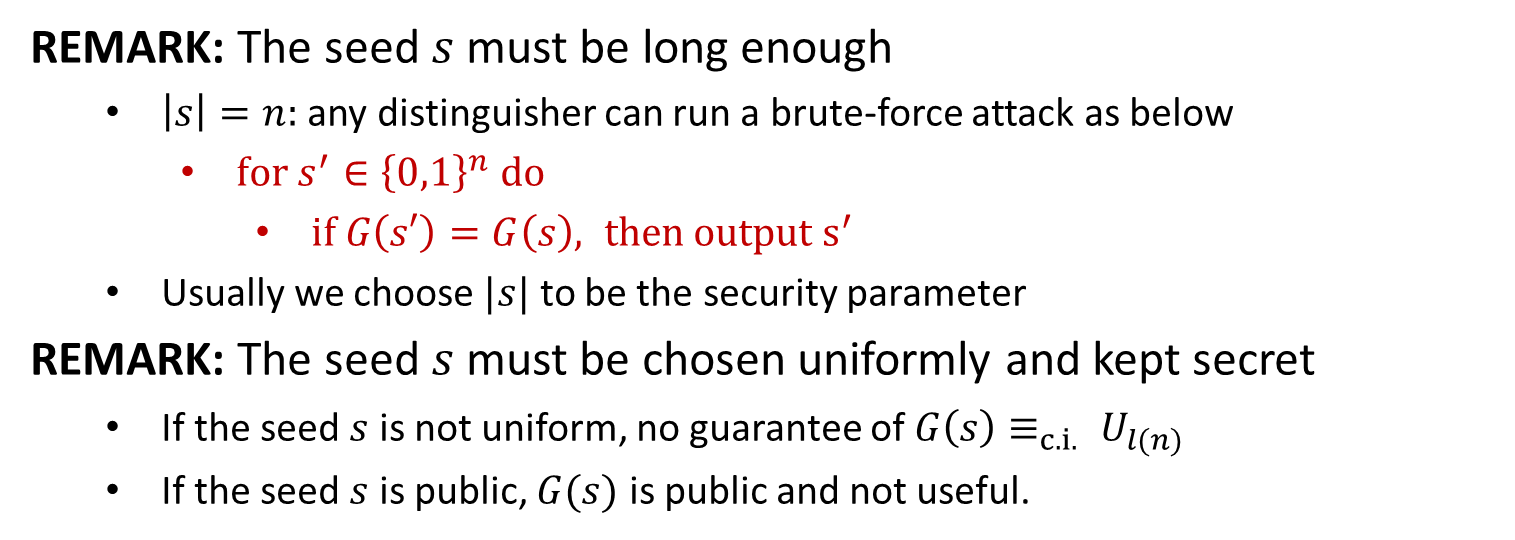 REMARK: The seed s must be long enough
• |s| = n: any distinguisher can run a brute-force attack as below
• for s′ ∈ {0,1}ⁿ do
• if G(s′) = G(s), then output s′
• Usually we choose |s| to be the security parameter
REMARK: The seed s must be chosen uniformly and kept secret
• If the seed s is not uniform, no guarantee of G(s) ≡c.i. Ul(n)
• If the seed s is public, G(s) is public and not useful.